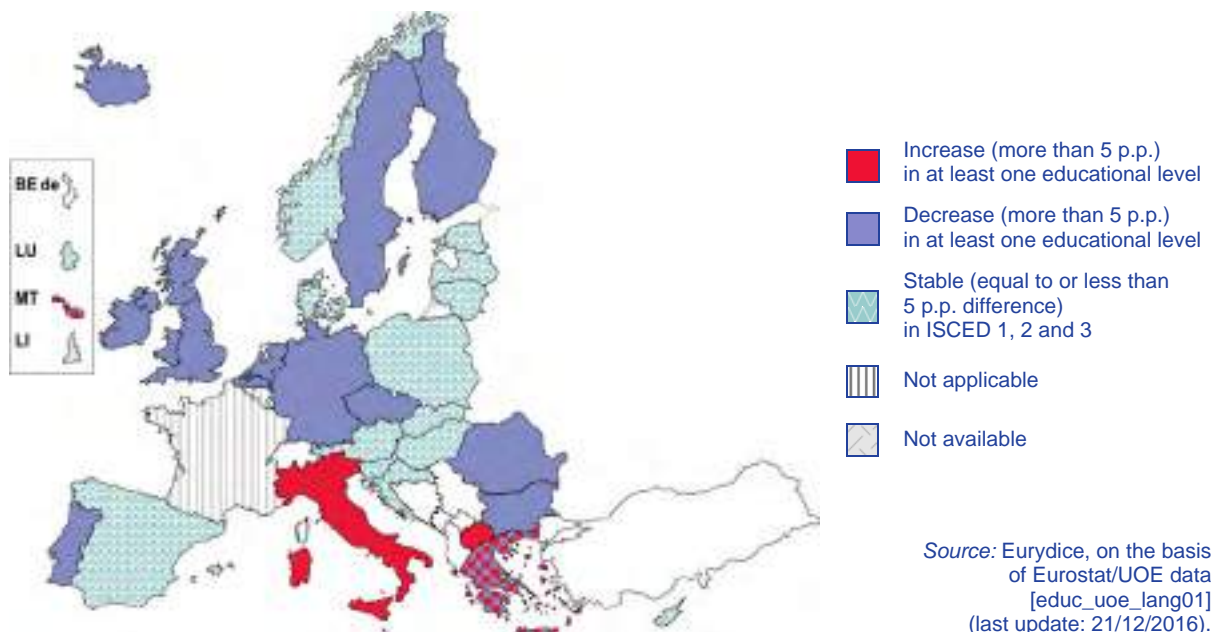 BE de
LU
MT
LI
Increase (more than 5 p.p.)
in at least one educational level
Decrease (more than 5 p.p.)
in at least one educational level
Stable (equal to or less than
5 p.p. difference)
in ISCED 1, 2 and 3
Not applicable
Not available
Source: Eurydice, on the basis
of Eurostat/UOE data
[educ_uoe_lang01]
(last update: 21/12/2016).